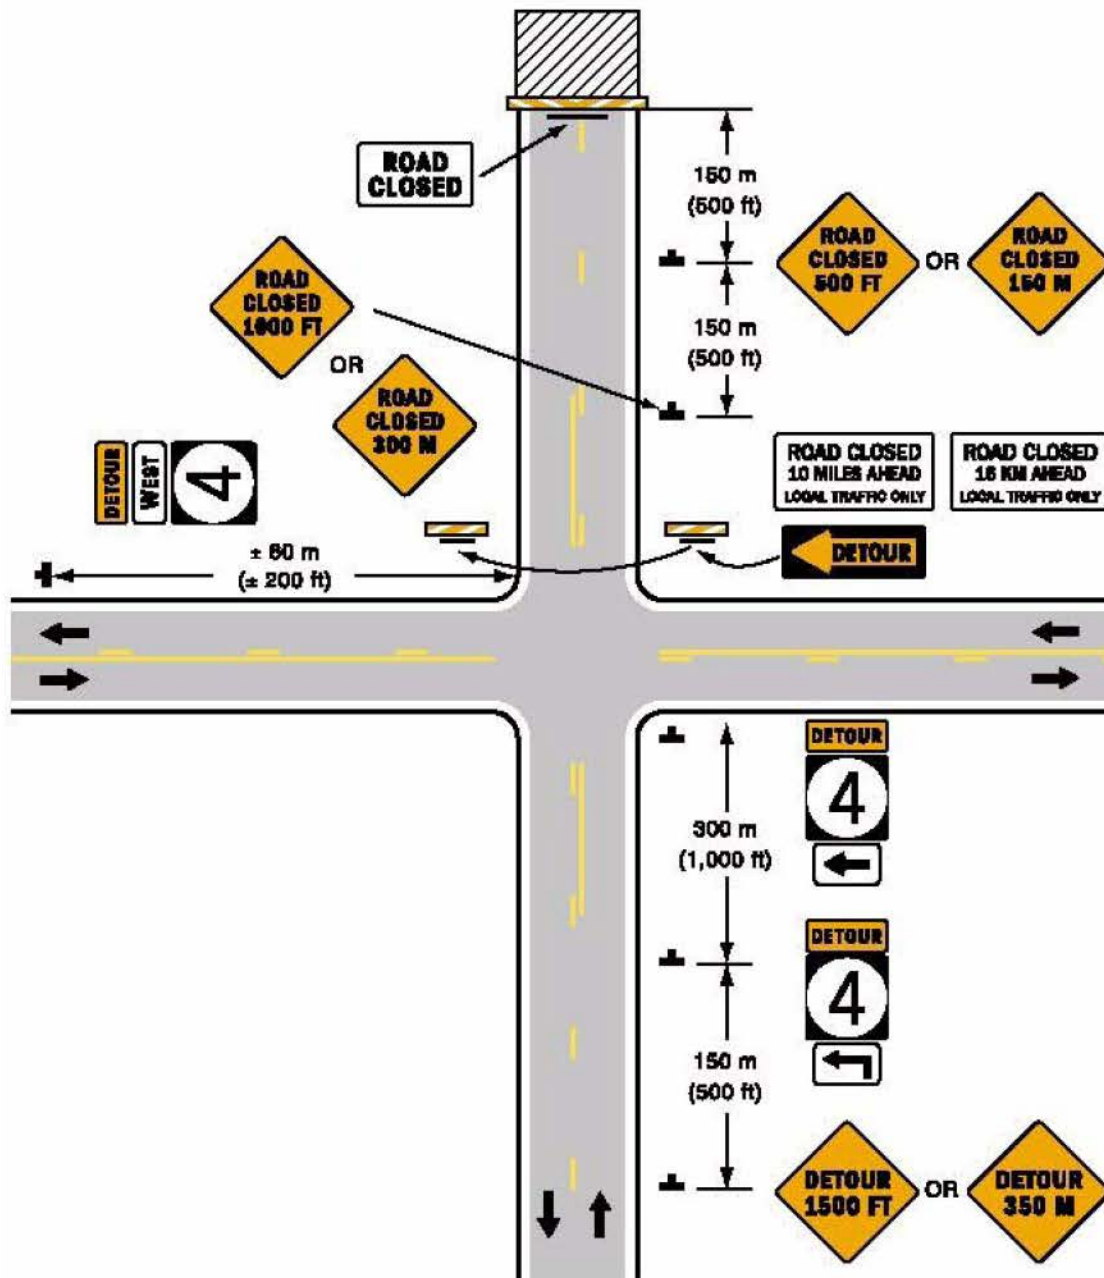 ROAD
CLOSED
150 m
(500 ft)
ROAD
CLOSED
500 FT
OR
ROAD
CLOSED
150 M
ROAD
CLOSED
1000 FT
OR
ROAD
CLOSED
300 M
150 m
(500 ft)
DETOUR
WEST
4
ROAD CLOSED
10 MILES AHEAD
LOCAL TRAFFIC ONLY
ROAD CLOSED
16 KM AHEAD
LOCAL TRAFFIC ONLY
± 60 m
(± 200 ft)
DETOUR
DETOUR
4
300 m
(1,000 ft)
DETOUR
4
150 m
(500 ft)
DETOUR
1500 FT
OR
DETOUR
350 M